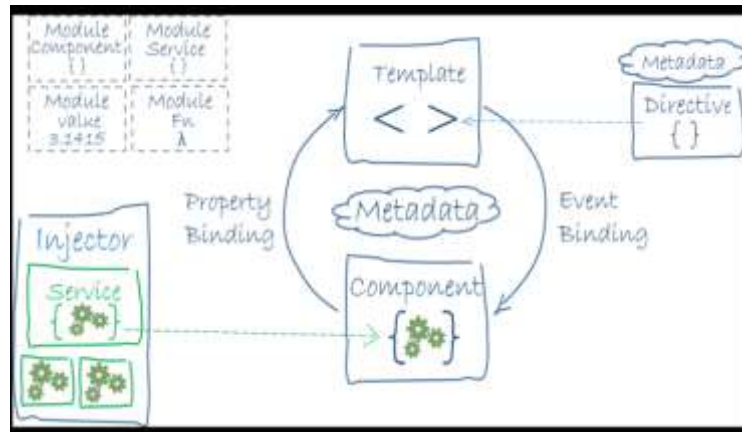 Module
Component
{ }
Module
Service
{ }
Module
value
3.1415
Module
Fn
λ
Template
< >
Metadata
Directive
{ }
Property
Binding
Metadata
Event
Binding
Injector
Service
{ }
Component
{ }